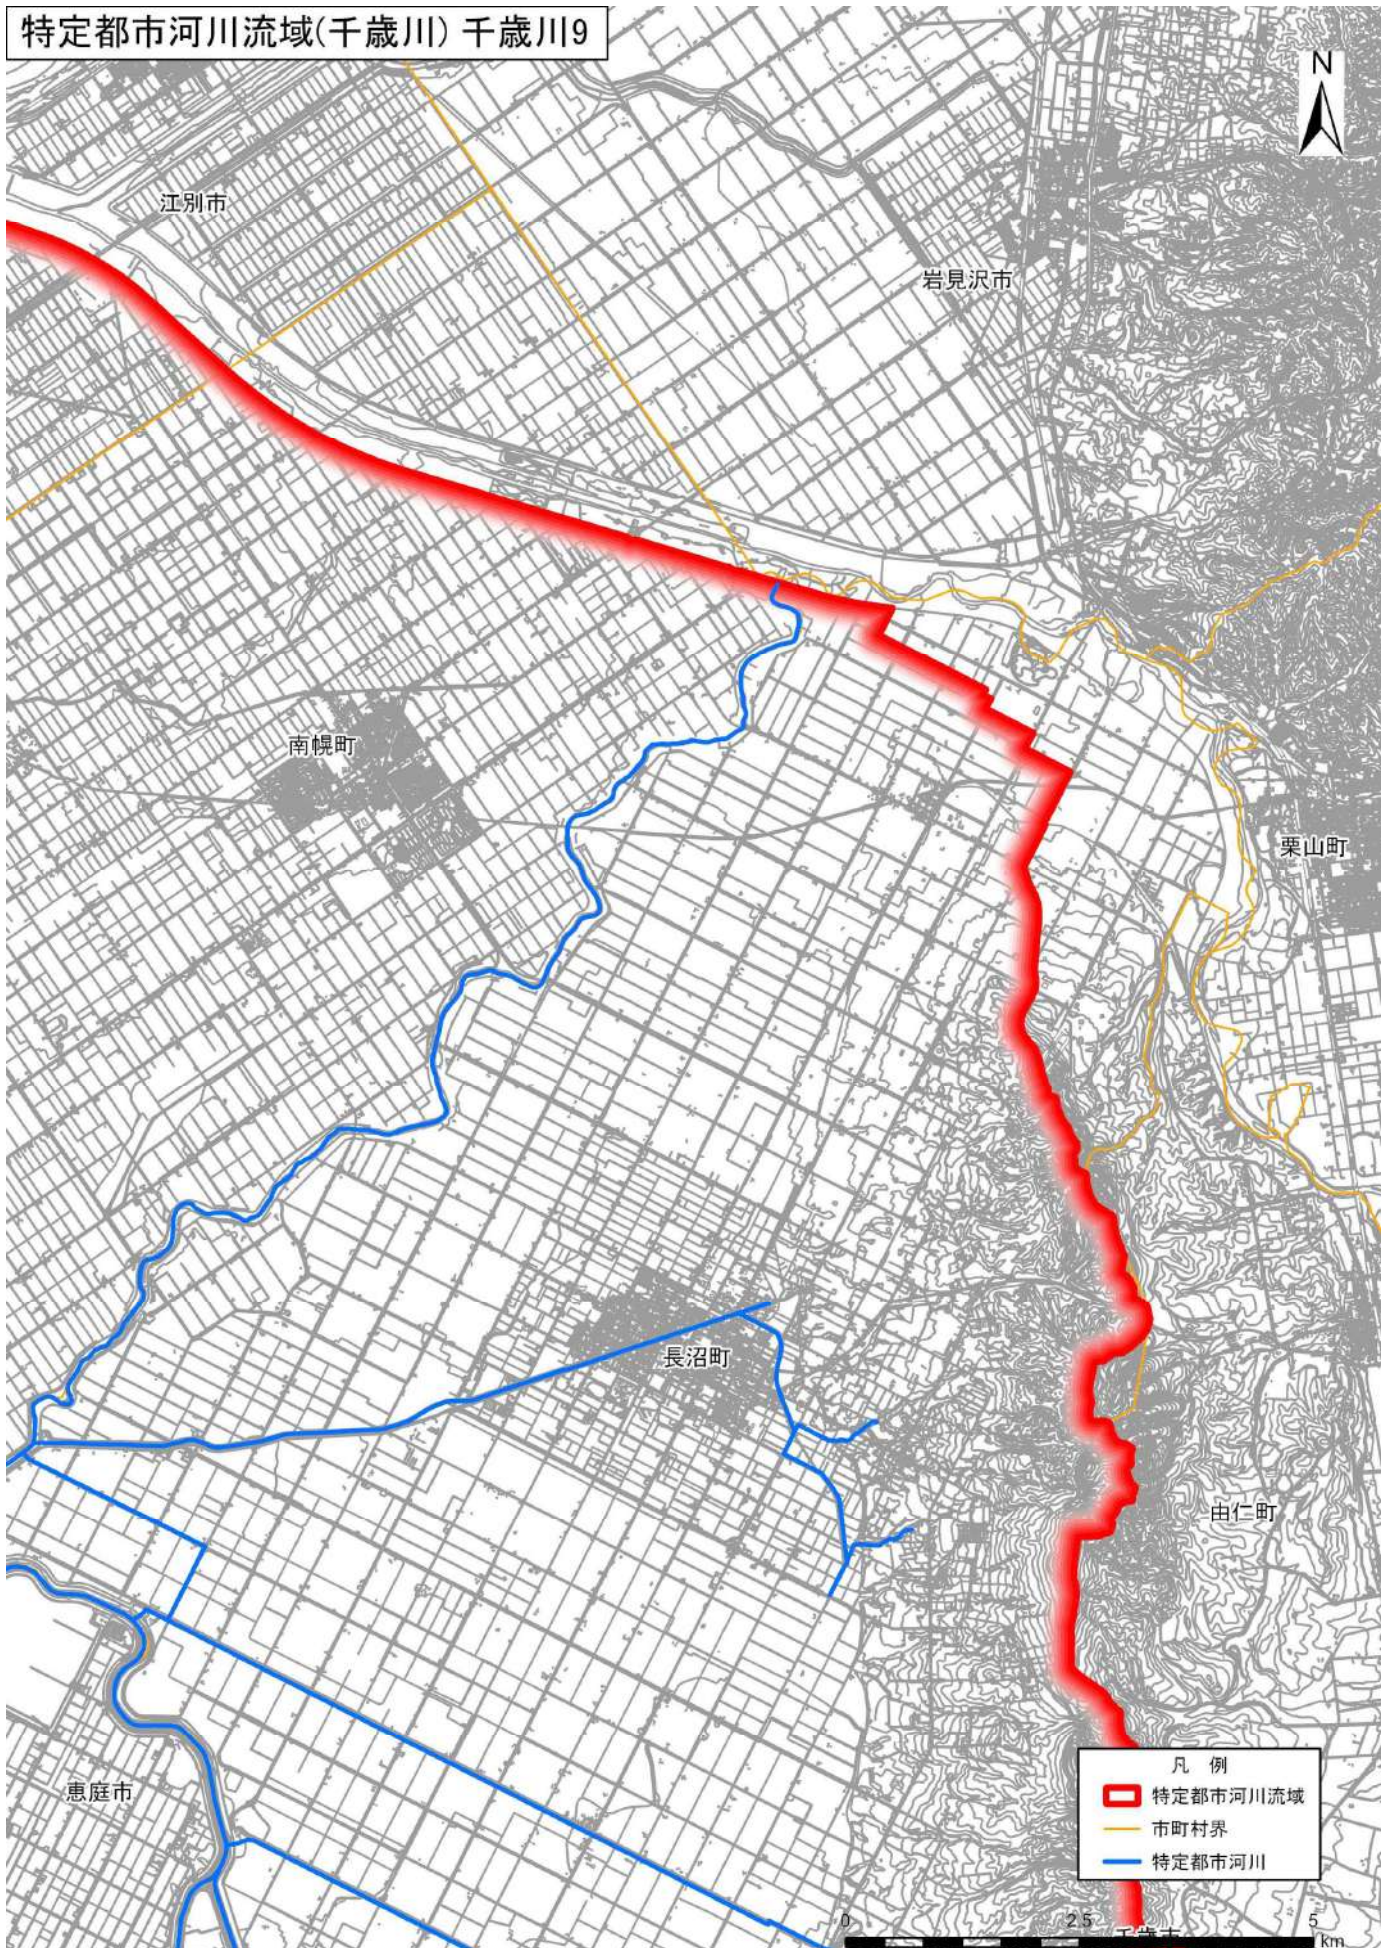 特定都市河川流域(千歳川) 千歳川9
N
江別市
岩見沢市
南幌町
栗山町
長沼町
由仁町
恵庭市
凡 例
特定都市河川流域
市町村界
特定都市河川
0 2.5 5
km
千歳市